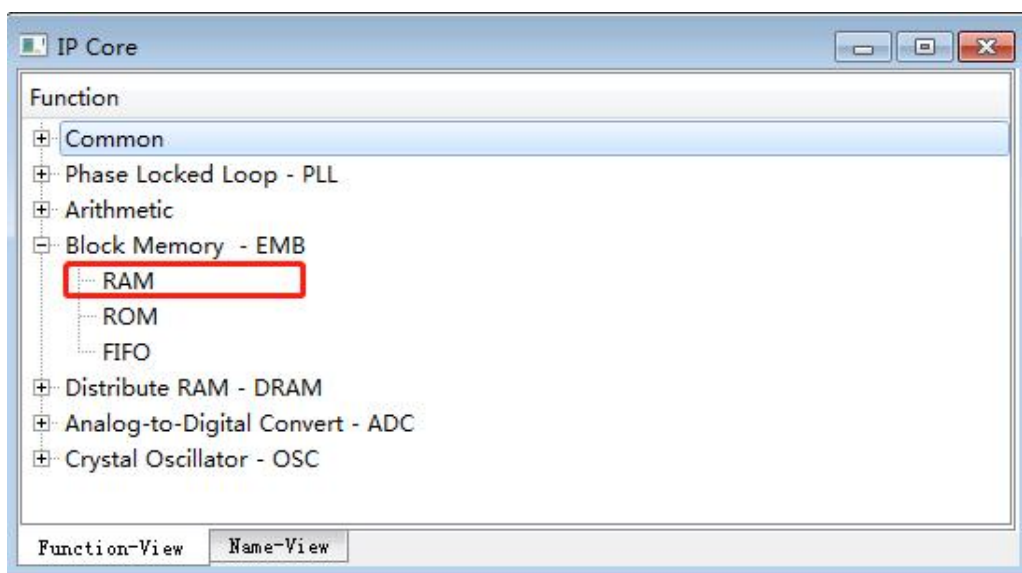 IP Core
Function
Common
Phase Locked Loop - PLL
Arithmetic
Block Memory - EMB
RAM
ROM
FIFO
Distribute RAM - DRAM
Analog-to-Digital Convert - ADC
Crystal Oscillator - OSC
Function-View Name-View